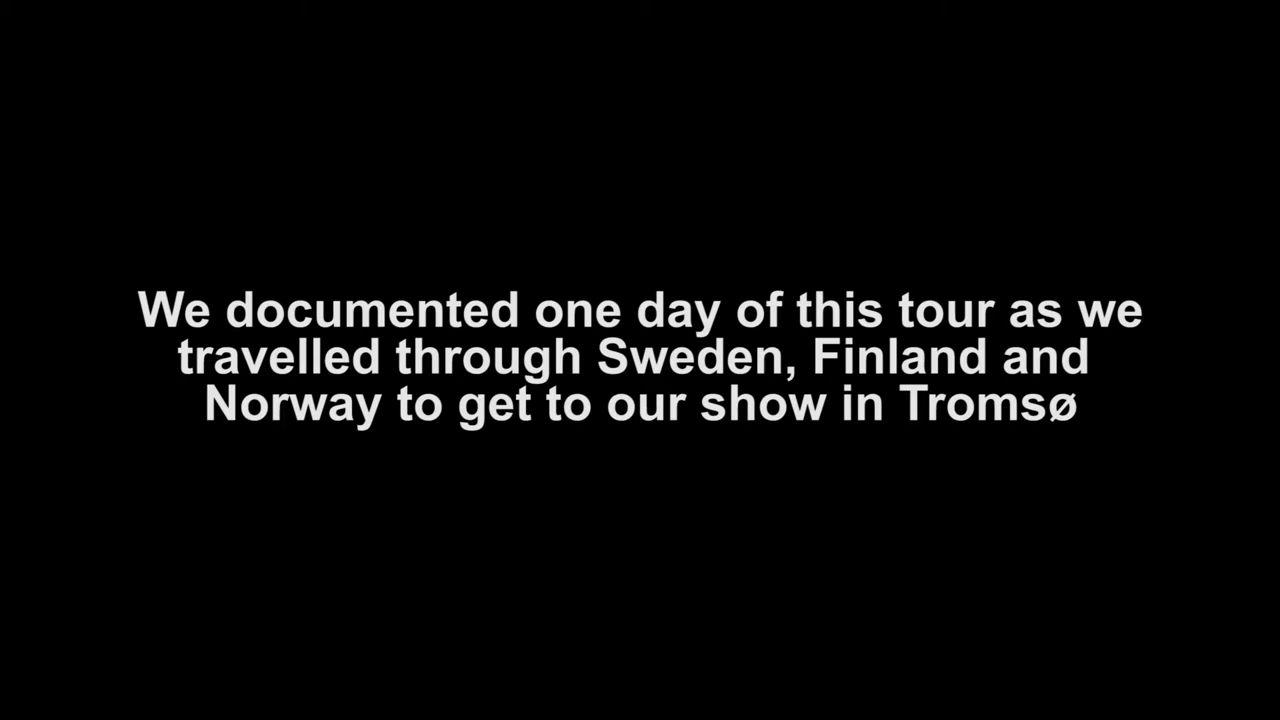 We documented one day of this tour as we
travelled through Sweden, Finland and
Norway to get to our show in Tromsø